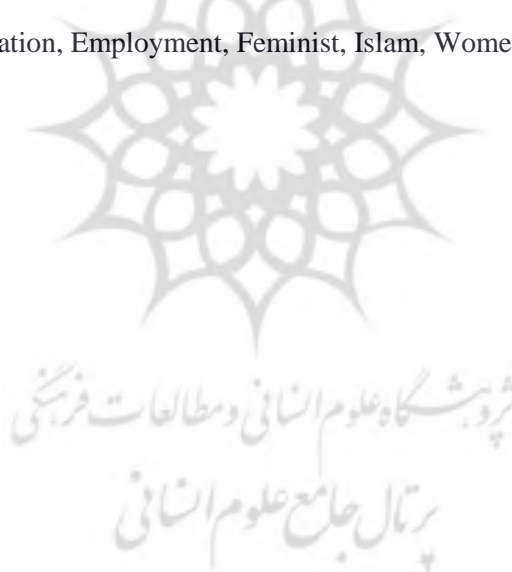 ation, Employment, Feminist, Islam, Wome
پژوهشگاه علوم انسانی و مطالعات فرهنگی
پرتال جامع علوم انسانی